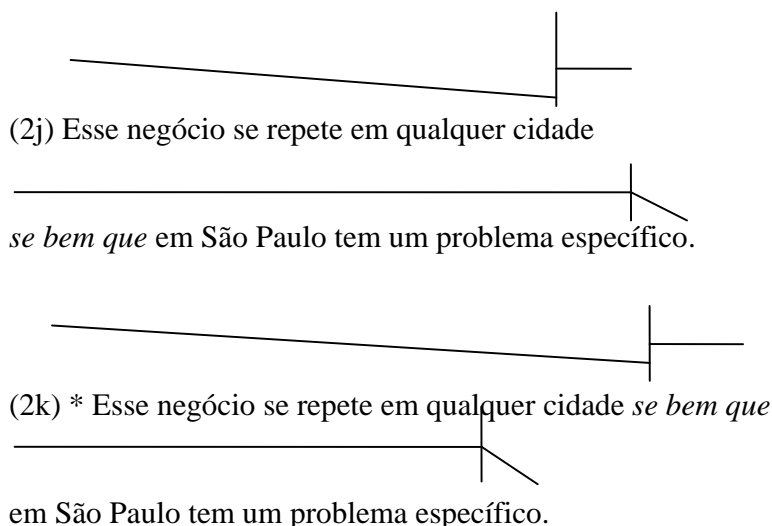 (2j) Esse negócio se repete em qualquer cidade
se bem que em São Paulo tem um problema específico.
(2k) * Esse negócio se repete em qualquer cidade se bem que
em São Paulo tem um problema específico.